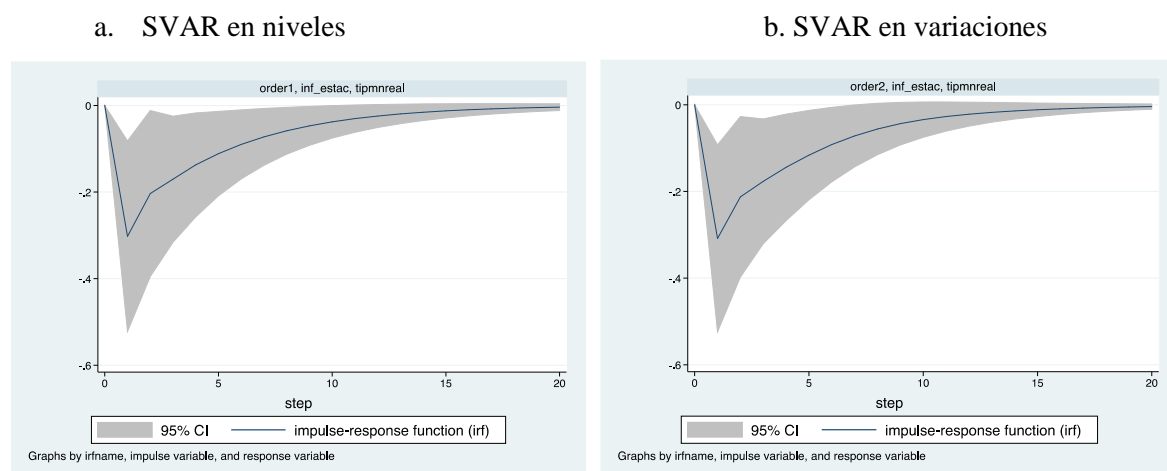 a. SVAR en niveles
b. SVAR en variaciones
order1, inf_estac, tipmnreal
0
-.2
-.4
-.6
0 5 10 15 20
step
95% CI impulse-response function (irf)
Graphs by irfname, impulse variable, and response variable
order2, inf_estac, tipmnreal
0
-.2
-.4
-.6
0 5 10 15 20
step
95% CI impulse-response function (irf)
Graphs by irfname, impulse variable, and response variable